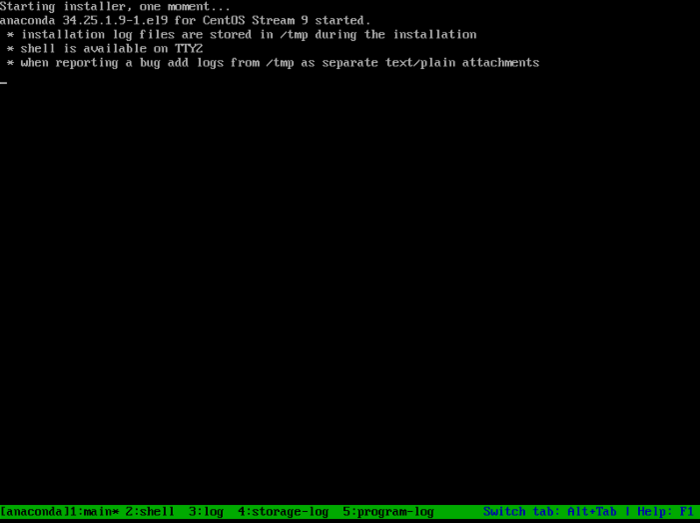 Starting installer, one moment...
anaconda 34.25.1.9-1.el9 for CentOS Stream 9 started.
* installation log files are stored in /tmp during the installation
* shell is available on TTY2
* when reporting a bug add logs from /tmp as separate text/plain attachments
[anaconda]1:main* 2:shell  3:log  4:storage-log  5:program-log    Switch tab: Alt+Tab | Help: F1